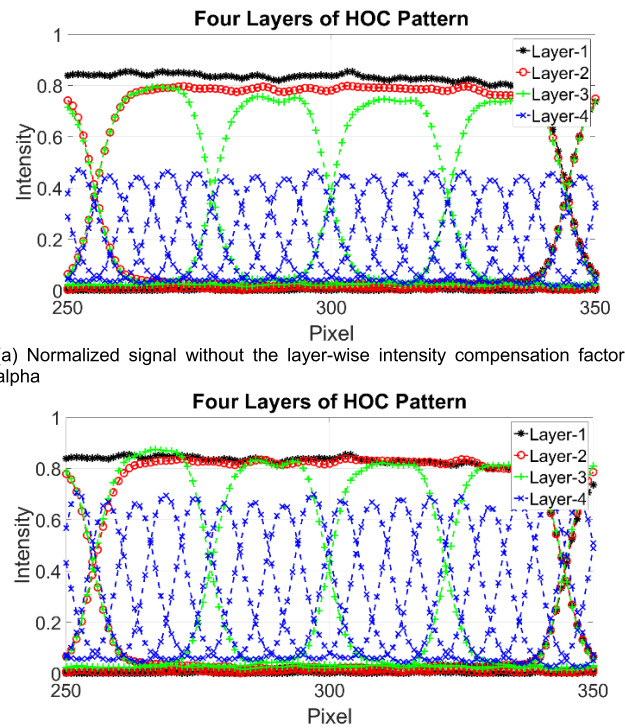 Four Layers of HOC Pattern
1
0.8
0.6
0.4
0.2
0
Intensity
250
300
350
Pixel
Layer-1
Layer-2
Layer-3
Layer-4
(a) Normalized signal without the layer-wise intensity compensation factor
alpha
Four Layers of HOC Pattern
1
0.8
0.6
0.4
0.2
0
Intensity
250
300
350
Pixel
Layer-1
Layer-2
Layer-3
Layer-4